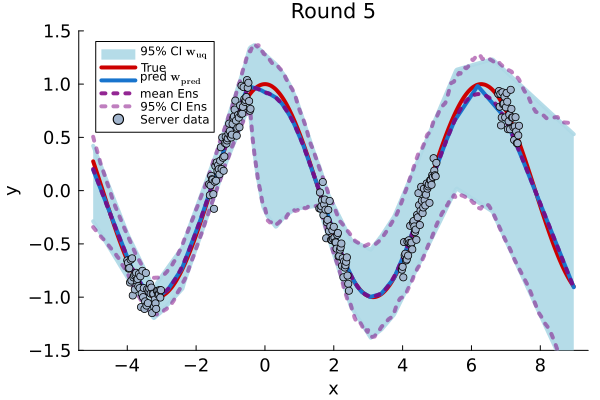 Round 5
95% CI w_uq
True
pred w_pred
mean Ens
95% CI Ens
Server data
y
1.5
1.0
0.5
0.0
−0.5
−1.0
−1.5
−4 −2 0 2 4 6 8
x